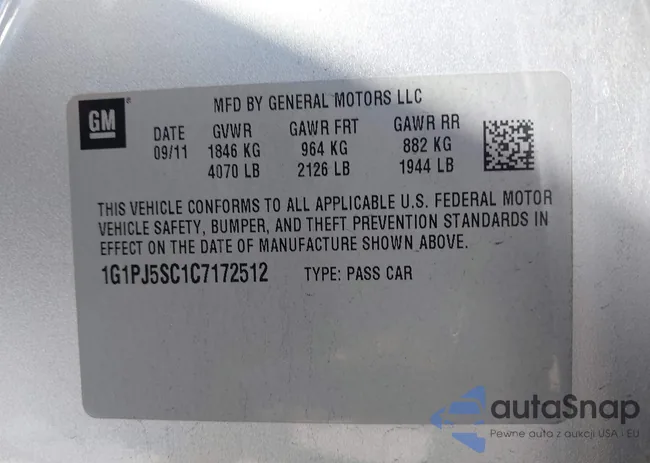 GM
MFD BY GENERAL MOTORS LLC
DATE GVWR GAWR FRT GAWR RR
09/11 1846 KG 964 KG 882 KG
4070 LB 2126 LB 1944 LB
THIS VEHICLE CONFORMS TO ALL APPLICABLE U.S. FEDERAL MOTOR
VEHICLE SAFETY, BUMPER, AND THEFT PREVENTION STANDARDS IN
EFFECT ON THE DATE OF MANUFACTURE SHOWN ABOVE.
1G1PJ5SC1C7172512 TYPE: PASS CAR
autaSnap
Pewne auta z aukcji USA i EU